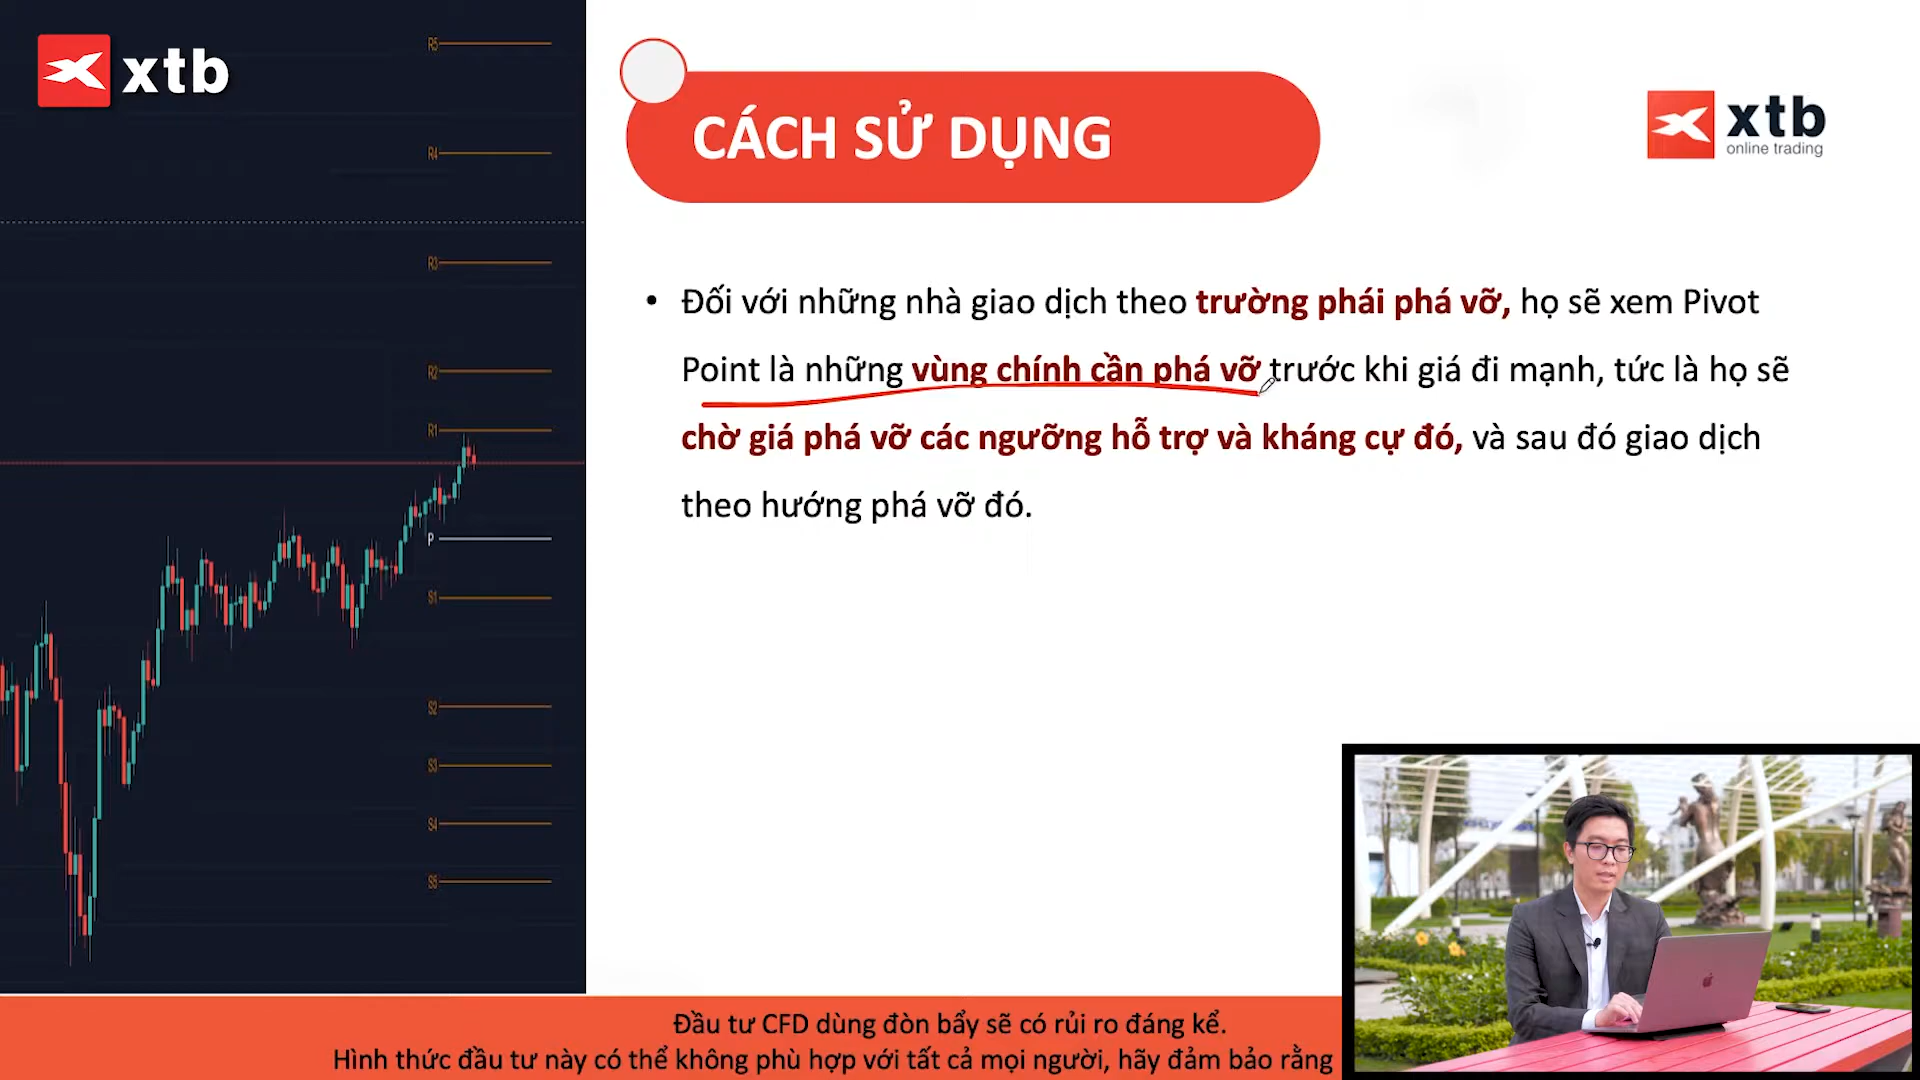 xtb
R5
R4
R3
R2
R1
P
S1
S2
S3
S4
S5
CÁCH SỬ DỤNG
xtb
online trading
• Đối với những nhà giao dịch theo trường phái phá vỡ, họ sẽ xem Pivot
Point là những vùng chính cần phá vỡ trước khi giá đi mạnh, tức là họ sẽ
chờ giá phá vỡ các ngưỡng hỗ trợ và kháng cự đó, và sau đó giao dịch
theo hướng phá vỡ đó.
Đầu tư CFD dùng đòn bẩy sẽ có rủi ro đáng kể.
Hình thức đầu tư này có thể không phù hợp với tất cả mọi người, hãy đảm bảo rằng